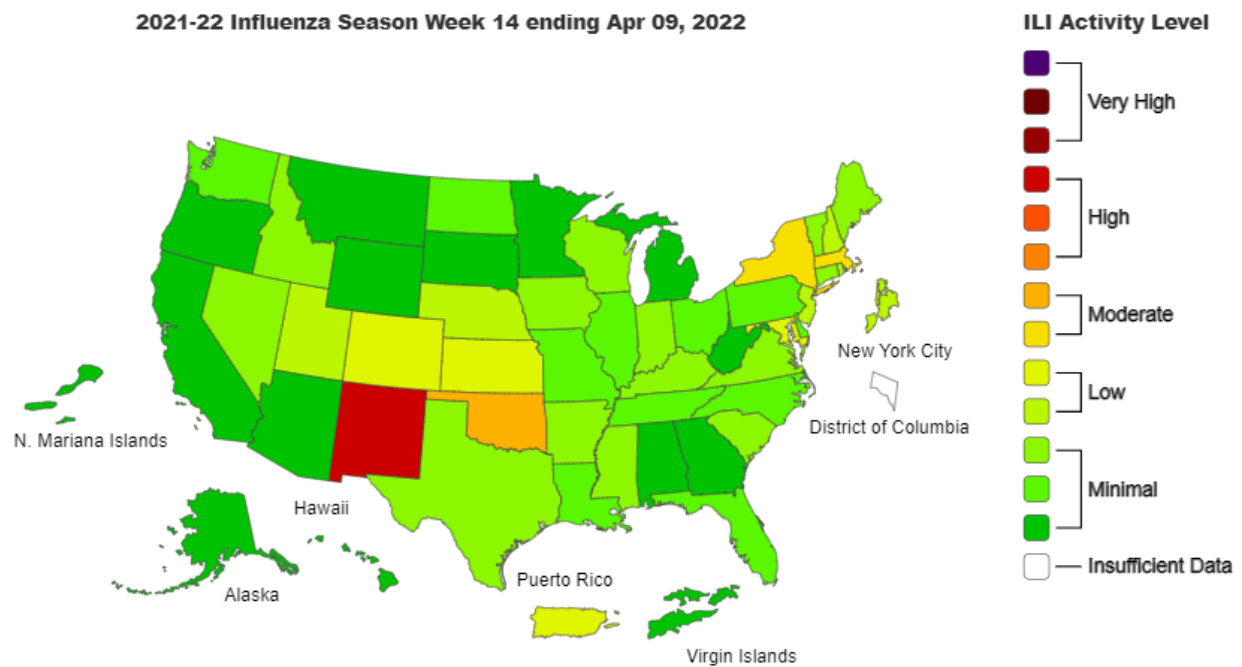 2021-22 Influenza Season Week 14 ending Apr 09, 2022
ILI Activity Level
Very High
High
Moderate
Low
Minimal
Insufficient Data
New York City
District of Columbia
N. Mariana Islands
Hawaii
Alaska
Puerto Rico
Virgin Islands